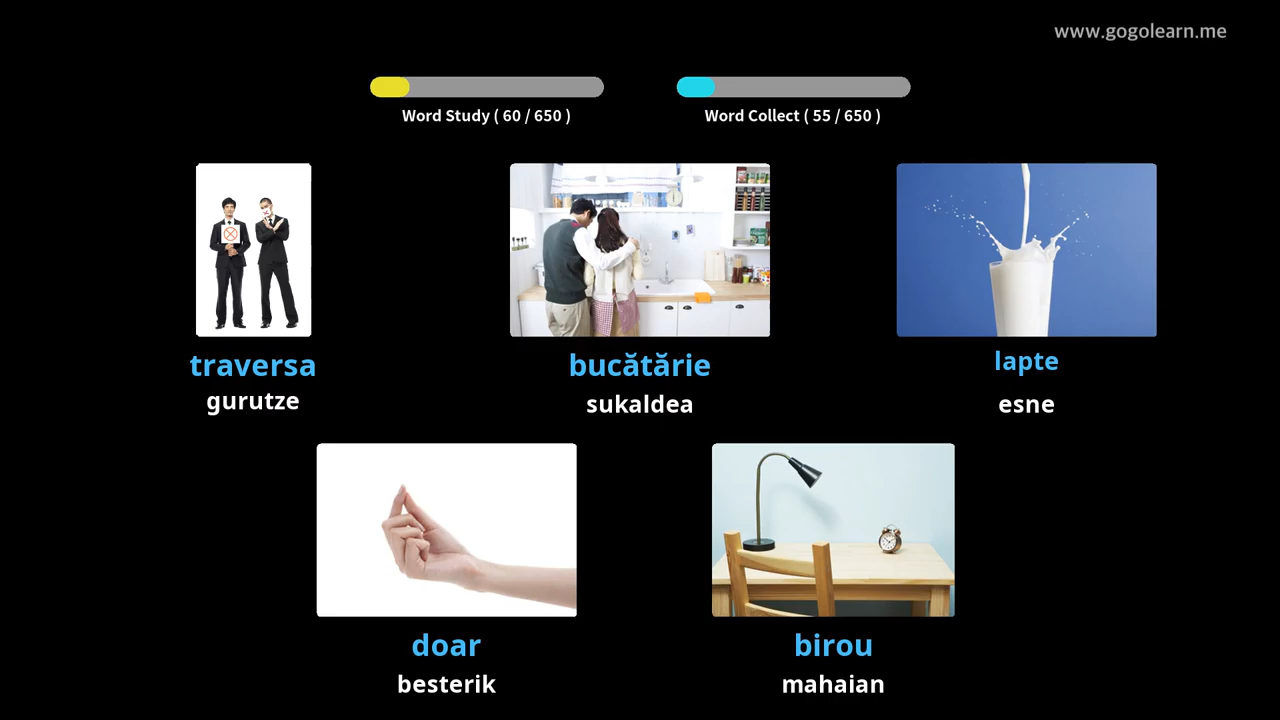 www.gogolearn.me
Word Study ( 60 / 650 )
Word Collect ( 55 / 650 )
traversa
gurutze
bucătărie
sukaldea
lapte
esne
doar
besterik
birou
mahaian